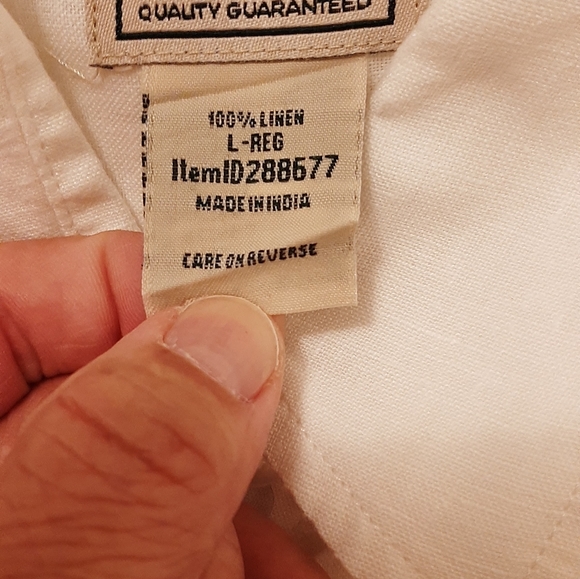 QUALITY GUARANTEED
100% LINEN
L-REG
ItemID288677
MADE IN INDIA
CARE ON REVERSE